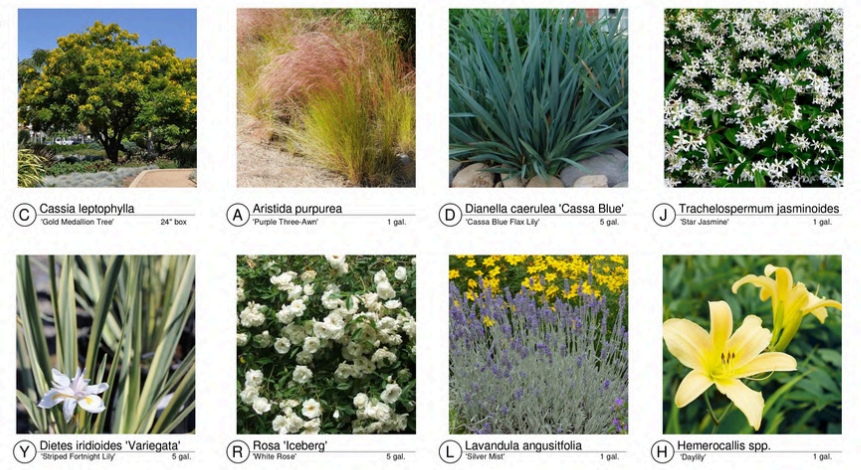 C Cassia leptophylla
'Gold Medallion Tree' 24" box
A Aristida purpurea
'Purple Three-Awn' 1 gal.
D Dianella caerulea 'Cassa Blue'
'Cassa Blue Flax Lily' 5 gal.
J Trachelospermum jasminoides
'Star Jasmine' 1 gal.
Y Dietes iridioides 'Variegata'
'Striped Fortnight Lily' 5 gal.
R Rosa 'Iceberg'
'White Rose' 5 gal.
L Lavandula angusitfolia
'Silver Mist' 1 gal.
H Hemerocallis spp.
'Daylily' 1 gal.